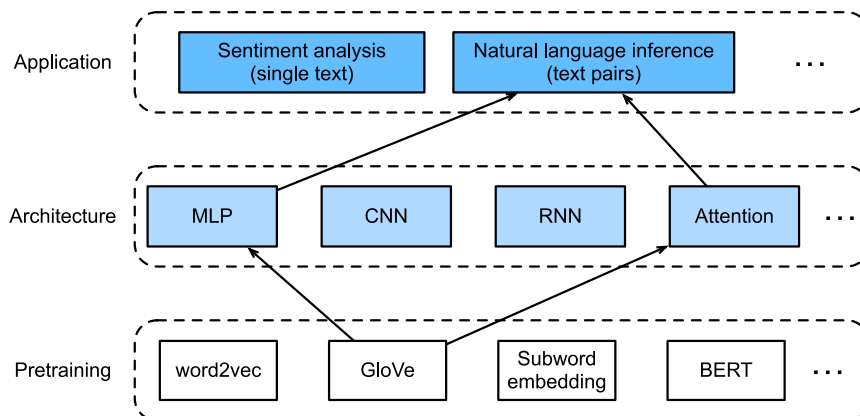 Application
Sentiment analysis
(single text)
Natural language inference
(text pairs)
...
Architecture
MLP
CNN
RNN
Attention
...
Pretraining
word2vec
GloVe
Subword
embedding
BERT
...